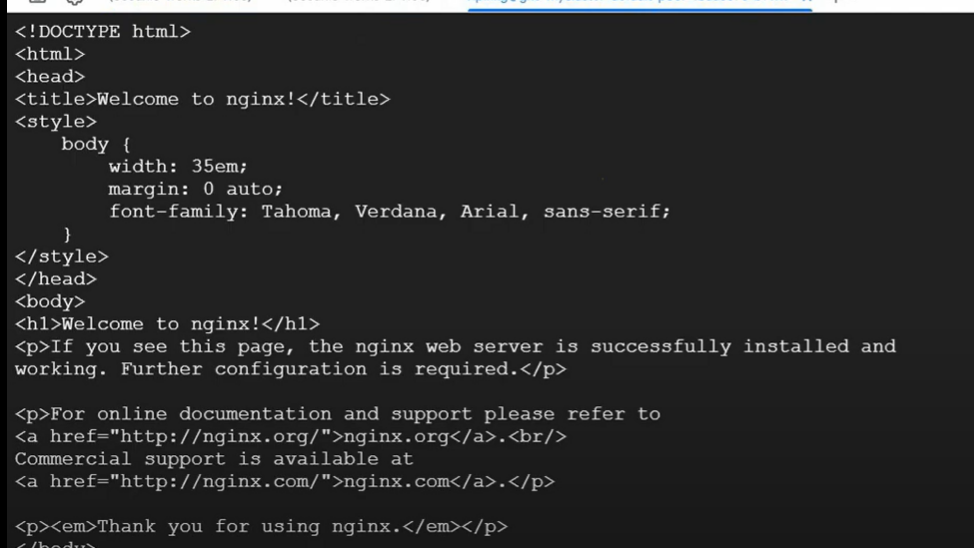 <!DOCTYPE html>
<html>
<head>
<title>Welcome to nginx!</title>
<style>
    body {
        width: 35em;
        margin: 0 auto;
        font-family: Tahoma, Verdana, Arial, sans-serif;
    }
</style>
</head>
<body>
<h1>Welcome to nginx!</h1>
<p>If you see this page, the nginx web server is successfully installed and
working. Further configuration is required.</p>

<p>For online documentation and support please refer to
<a href="http://nginx.org/">nginx.org</a>.<br/>
Commercial support is available at
<a href="http://nginx.com/">nginx.com</a>.</p>

<p><em>Thank you for using nginx.</em></p>
</body>